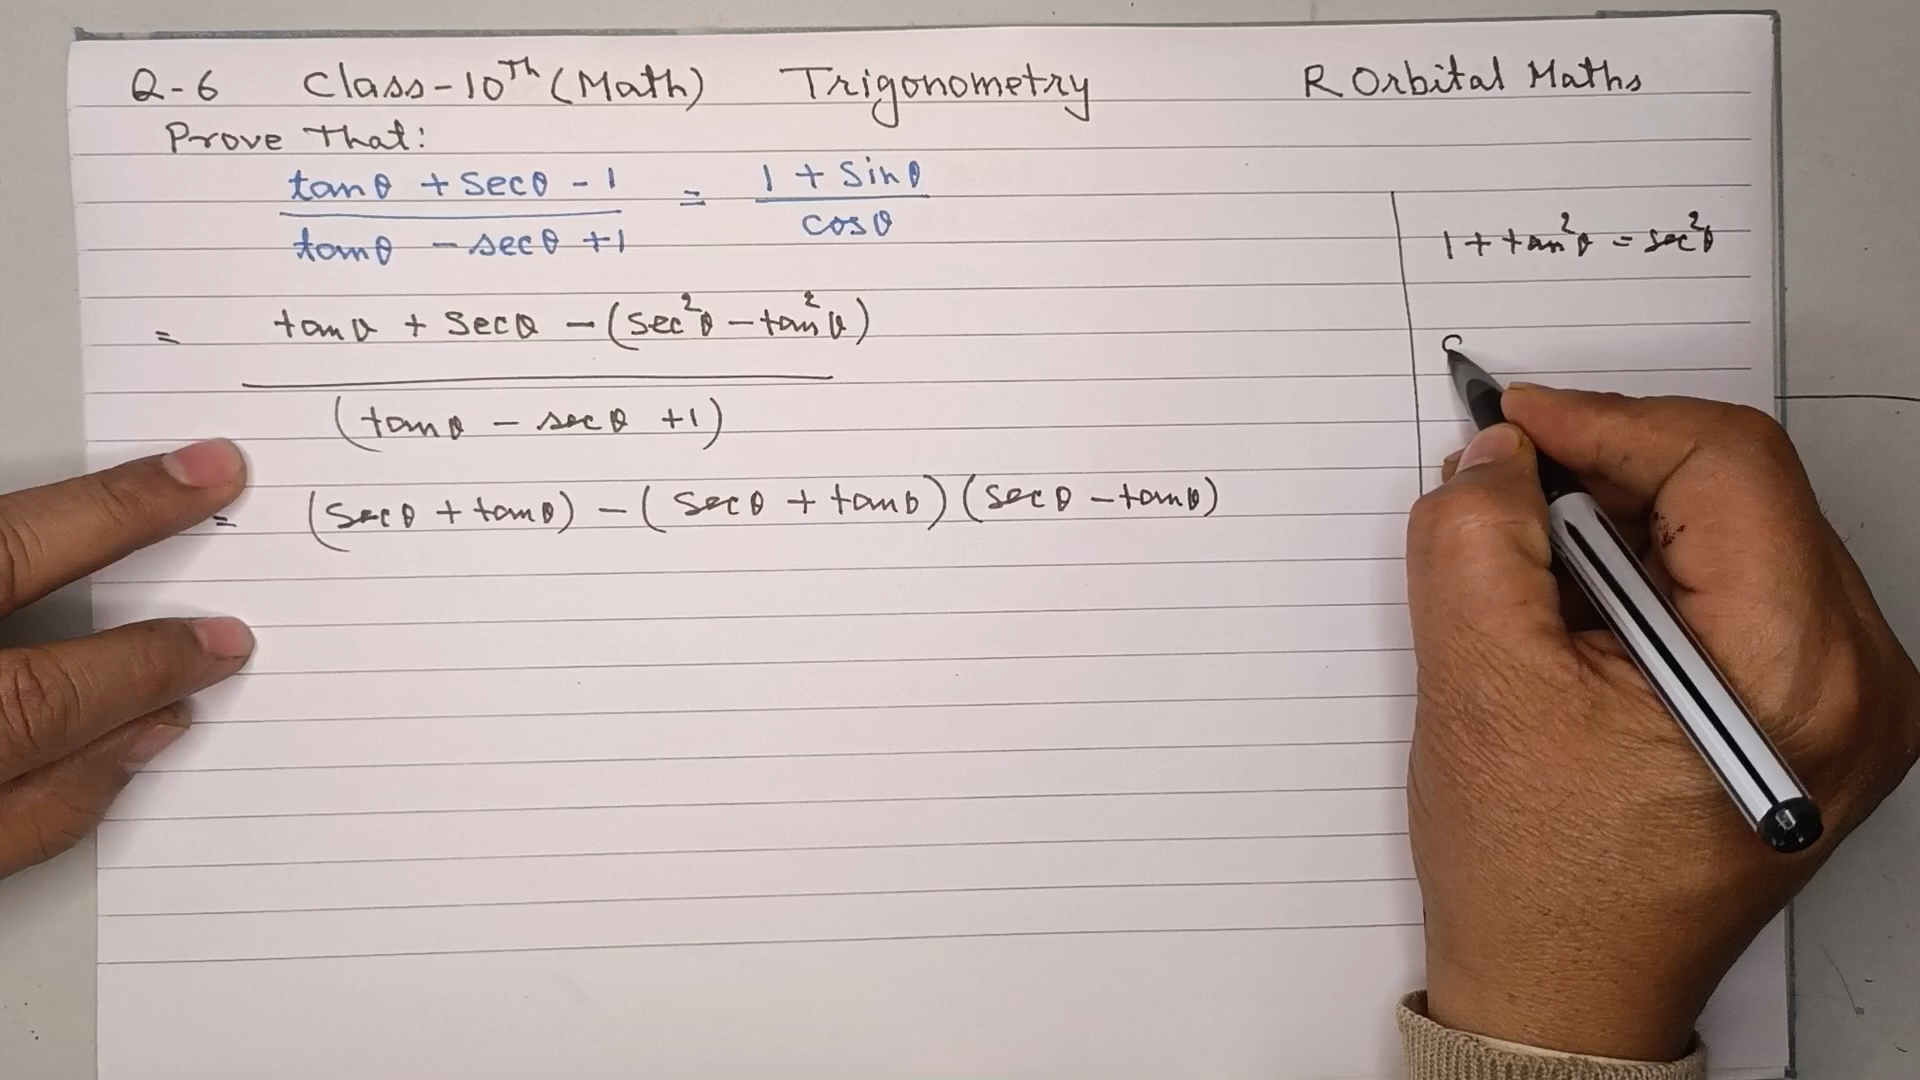 Q-6 Class-10Th (Math) Trigonometry R Orbital Maths
Prove That:
tanθ + secθ - 1 / tanθ - secθ + 1 = 1 + sinθ / cosθ
1 + tan²θ = sec²θ
= tanθ + secθ - (sec²θ - tan²θ)
(tanθ - secθ + 1)
= (secθ + tanθ) - (secθ + tanθ) (secθ - tanθ)